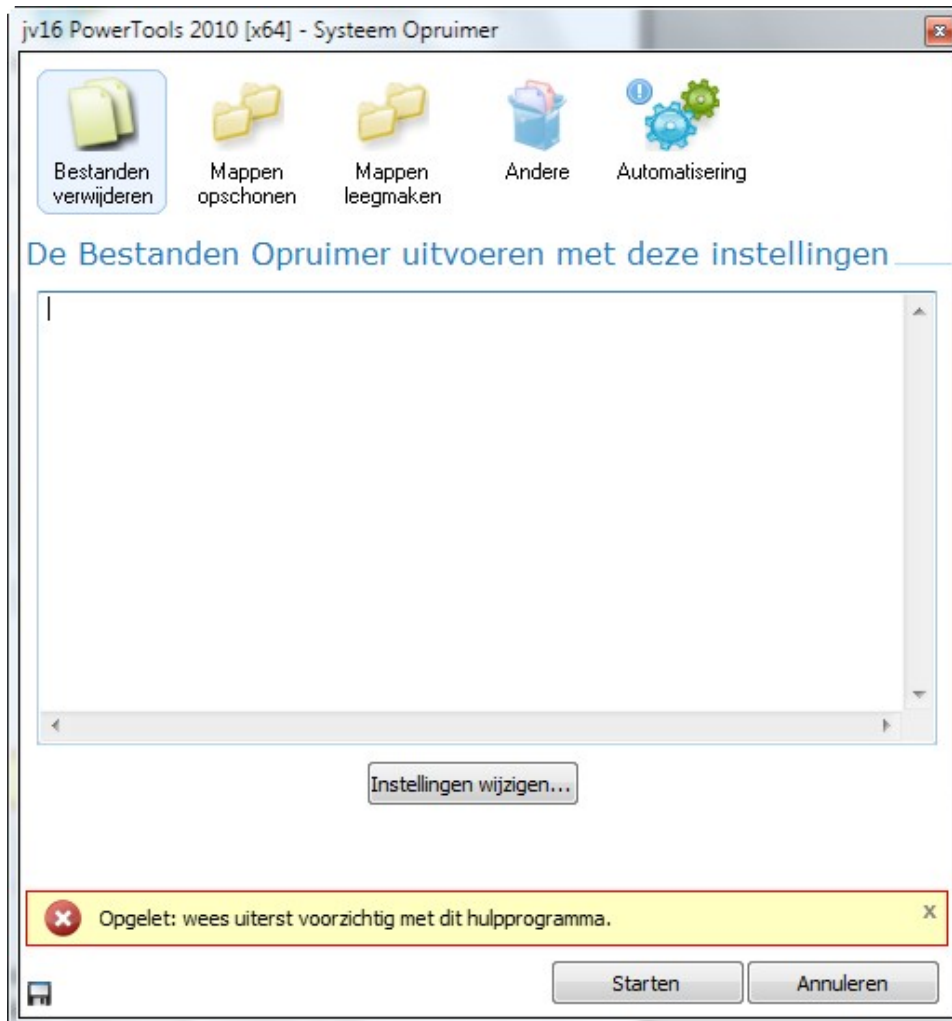 jv16 PowerTools 2010 [x64] - Systeem Opruimer
x
Bestanden
verwijderen
Mappen
opschonen
Mappen
leegmaken
Andere
Automatisering
De Bestanden Opruimer uitvoeren met deze instellingen
Instellingen wijzigen...
Opgelet: wees uiterst voorzichtig met dit hulpprogramma.
x
Starten
Annuleren